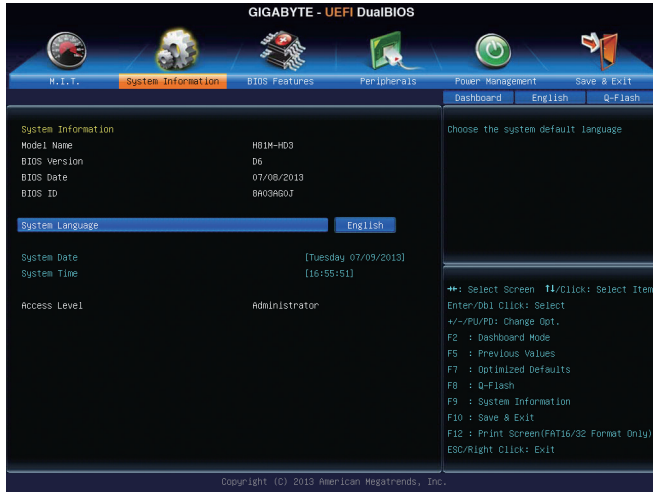 GIGABYTE - UEFI DualBIOS
M.I.T. System Information BIOS Features Peripherals Power Management Save & Exit
Dashboard English Q-Flash
System Information
Model Name H81M-HD3
BIOS Version D6
BIOS Date 07/08/2013
BIOS ID 8A03AG0J
System Language English
System Date [Tuesday 07/09/2013]
System Time [16:55:51]
Access Level Administrator
Choose the system default language
→←: Select Screen ↑↓/Click: Select Item
Enter/Dbl Click: Select
+/-/PU/PD: Change Opt.
F2 : Dashboard Mode
F5 : Previous Values
F7 : Optimized Defaults
F8 : Q-Flash
F9 : System Information
F10 : Save & Exit
F12 : Print Screen(FAT16/32 Format Only)
ESC/Right Click: Exit
Copyright (C) 2013 American Megatrends, Inc.